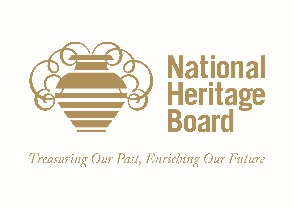 National
Heritage
Board
Treasuring Our Past, Enriching Our Future